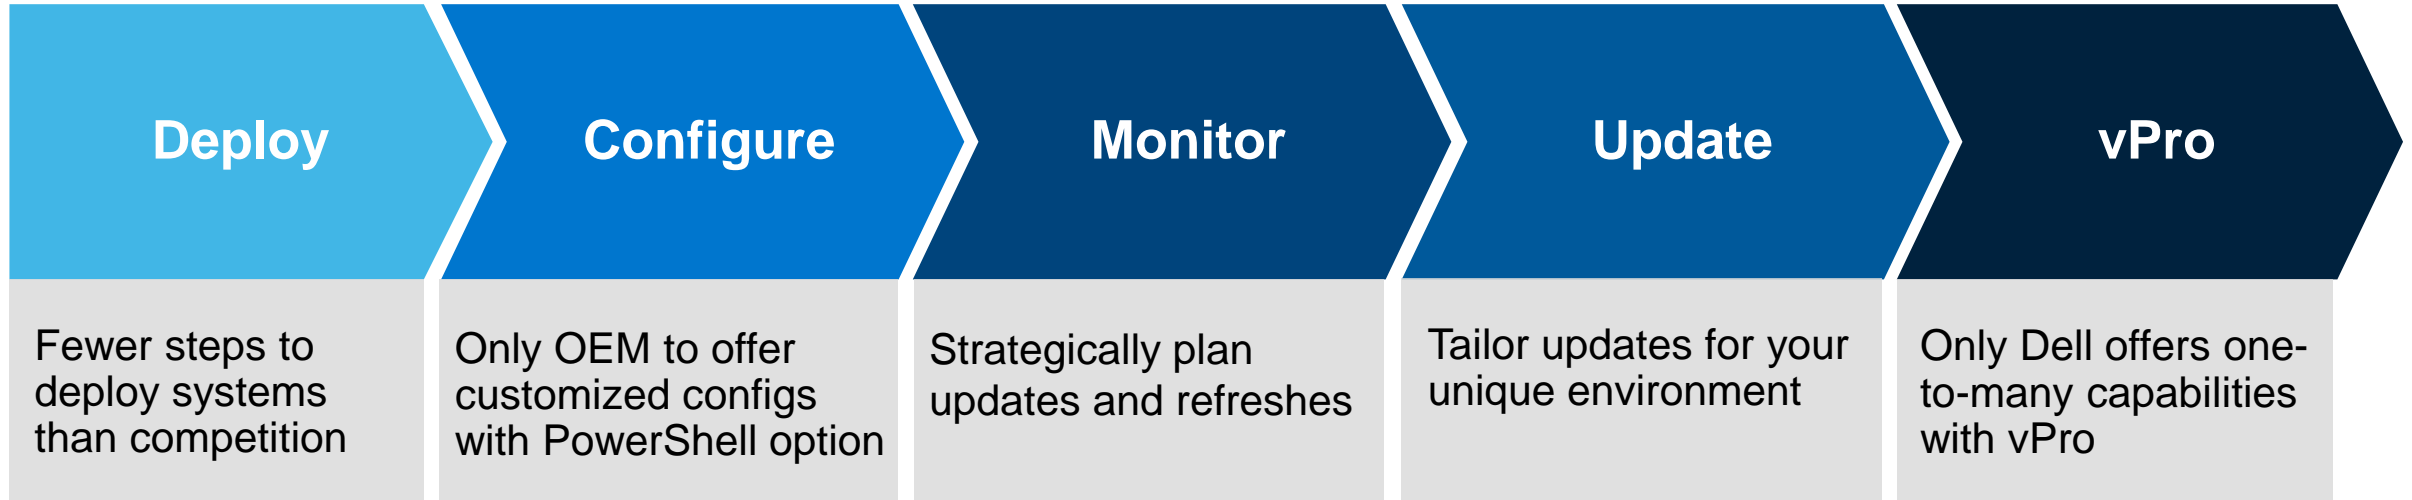 Deploy
Configure
Monitor
Update
vPro
Fewer steps to
deploy systems
than competition
Only OEM to offer
customized configs
with PowerShell option
Strategically plan
updates and refreshes
Tailor updates for your
unique environment
Only Dell offers one-
to-many capabilities
with vPro